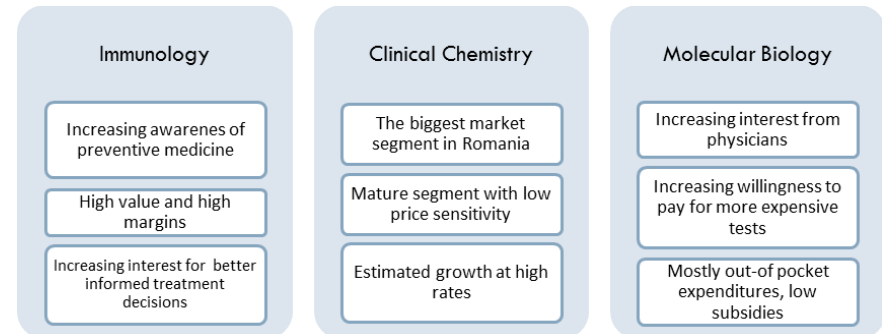 Immunology
Increasing awarenes of
preventive medicine
High value and high
margins
Increasing interest for better
informed treatment
decisions
Clinical Chemistry
The biggest market
segment in Romania
Mature segment with low
price sensitivity
Estimated growth at high
rates
Molecular Biology
Increasing interest from
physicians
Increasing willingness to
pay for more expensive
tests
Mostly out-of pocket
expenditures, low
subsidies